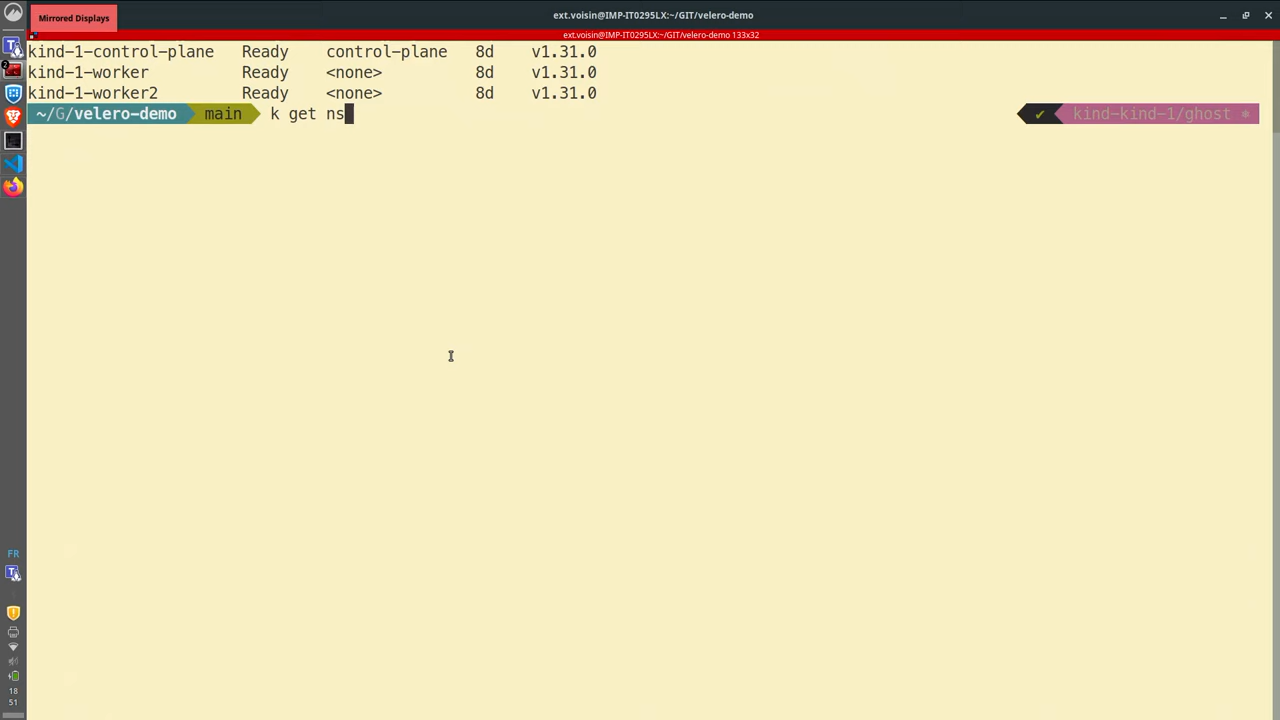 Mirrored Displays
ext.voisin@IMP-IT0295LX:~/GIT/velero-demo
ext.voisin@IMP-IT0295LX:~/GIT/velero-demo 133x32
kind-1-control-plane Ready control-plane 8d v1.31.0
kind-1-worker Ready <none> 8d v1.31.0
kind-1-worker2 Ready <none> 8d v1.31.0
~/G/velero-demo main k get ns ✔ kind-kind-1/ghost ⎈
2
FR
18
51